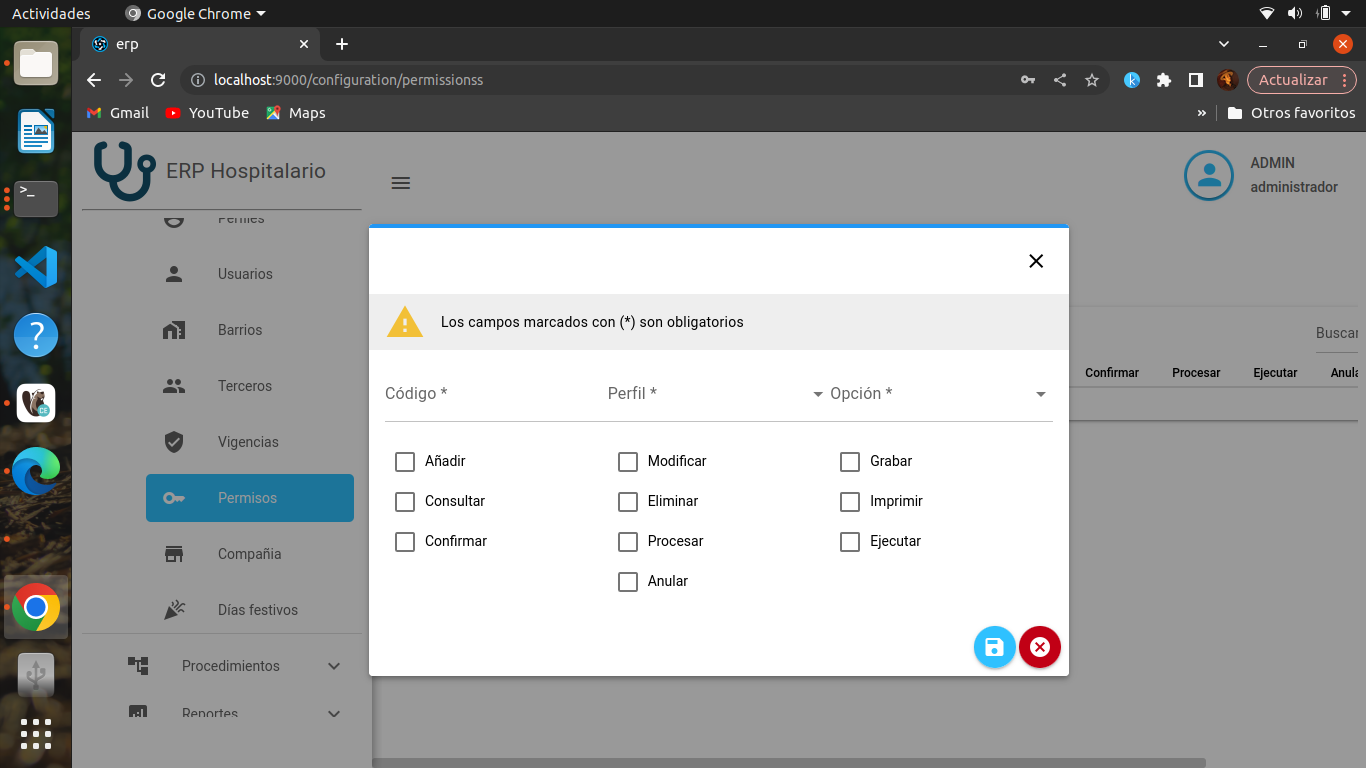 Actividades
Google Chrome
erp
localhost:9000/configuration/permissionss
Actualizar
Gmail
YouTube
Maps
»
Otros favoritos
ERP Hospitalario
ADMIN
administrador
Perfiles
Usuarios
Barrios
Terceros
Vigencias
Permisos
Compañia
Días festivos
Procedimientos
Reportes
Los campos marcados con (*) son obligatorios
Código *
Perfil *
Opción *
Añadir
Modificar
Grabar
Consultar
Eliminar
Imprimir
Confirmar
Procesar
Ejecutar
Anular
Buscar
Confirmar Procesar Ejecutar Anula